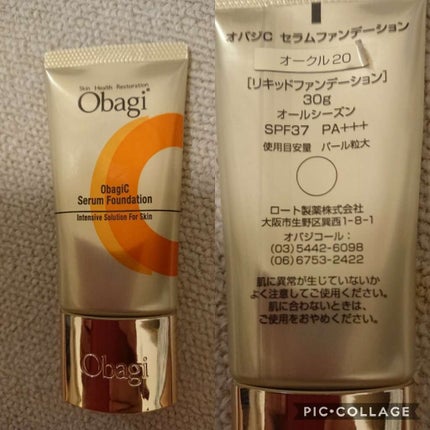 Skin Health Restoration
Obagi
ObagiC
Serum Foundation
Intensive Solution For Skin
Obagi
オバジC セラムファンデーション
オークル20
[リキッドファンデーション]
30g
オールシーズン
SPF37 PA+++
使用目安量 パール粒大
ロート製薬株式会社
大阪市生野区巽西1-8-1
オバジコール:
(03)5442-6098
(06)6753-2422
肌に異常が生じていないか
よく注意してご使用ください。
肌に合わないときは、
ご使用をおやめください。
PIC•COLLAGE